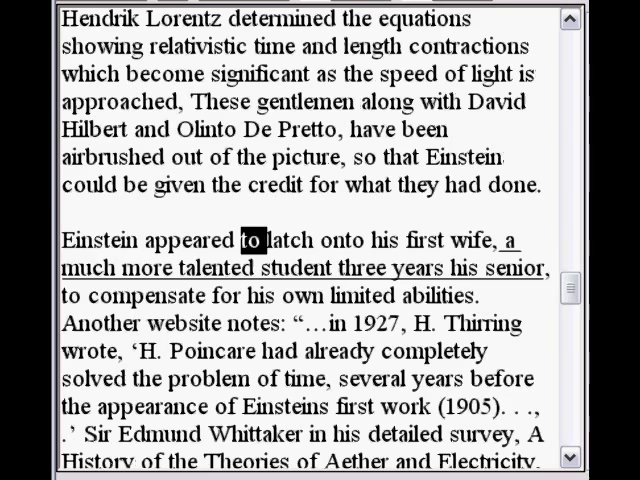 Hendrik Lorentz determined the equations
showing relativistic time and length contractions
which become significant as the speed of light is
approached, These gentlemen along with David
Hilbert and Olinto De Pretto, have been
airbrushed out of the picture, so that Einstein
could be given the credit for what they had done.
Einstein appeared to latch onto his first wife, a
much more talented student three years his senior,
to compensate for his own limited abilities.
Another website notes: “…in 1927, H. Thirring
wrote, ‘H. Poincare had already completely
solved the problem of time, several years before
the appearance of Einsteins first work (1905). . .,
.’ Sir Edmund Whittaker in his detailed survey, A
History of the Theories of Aether and Electricity,